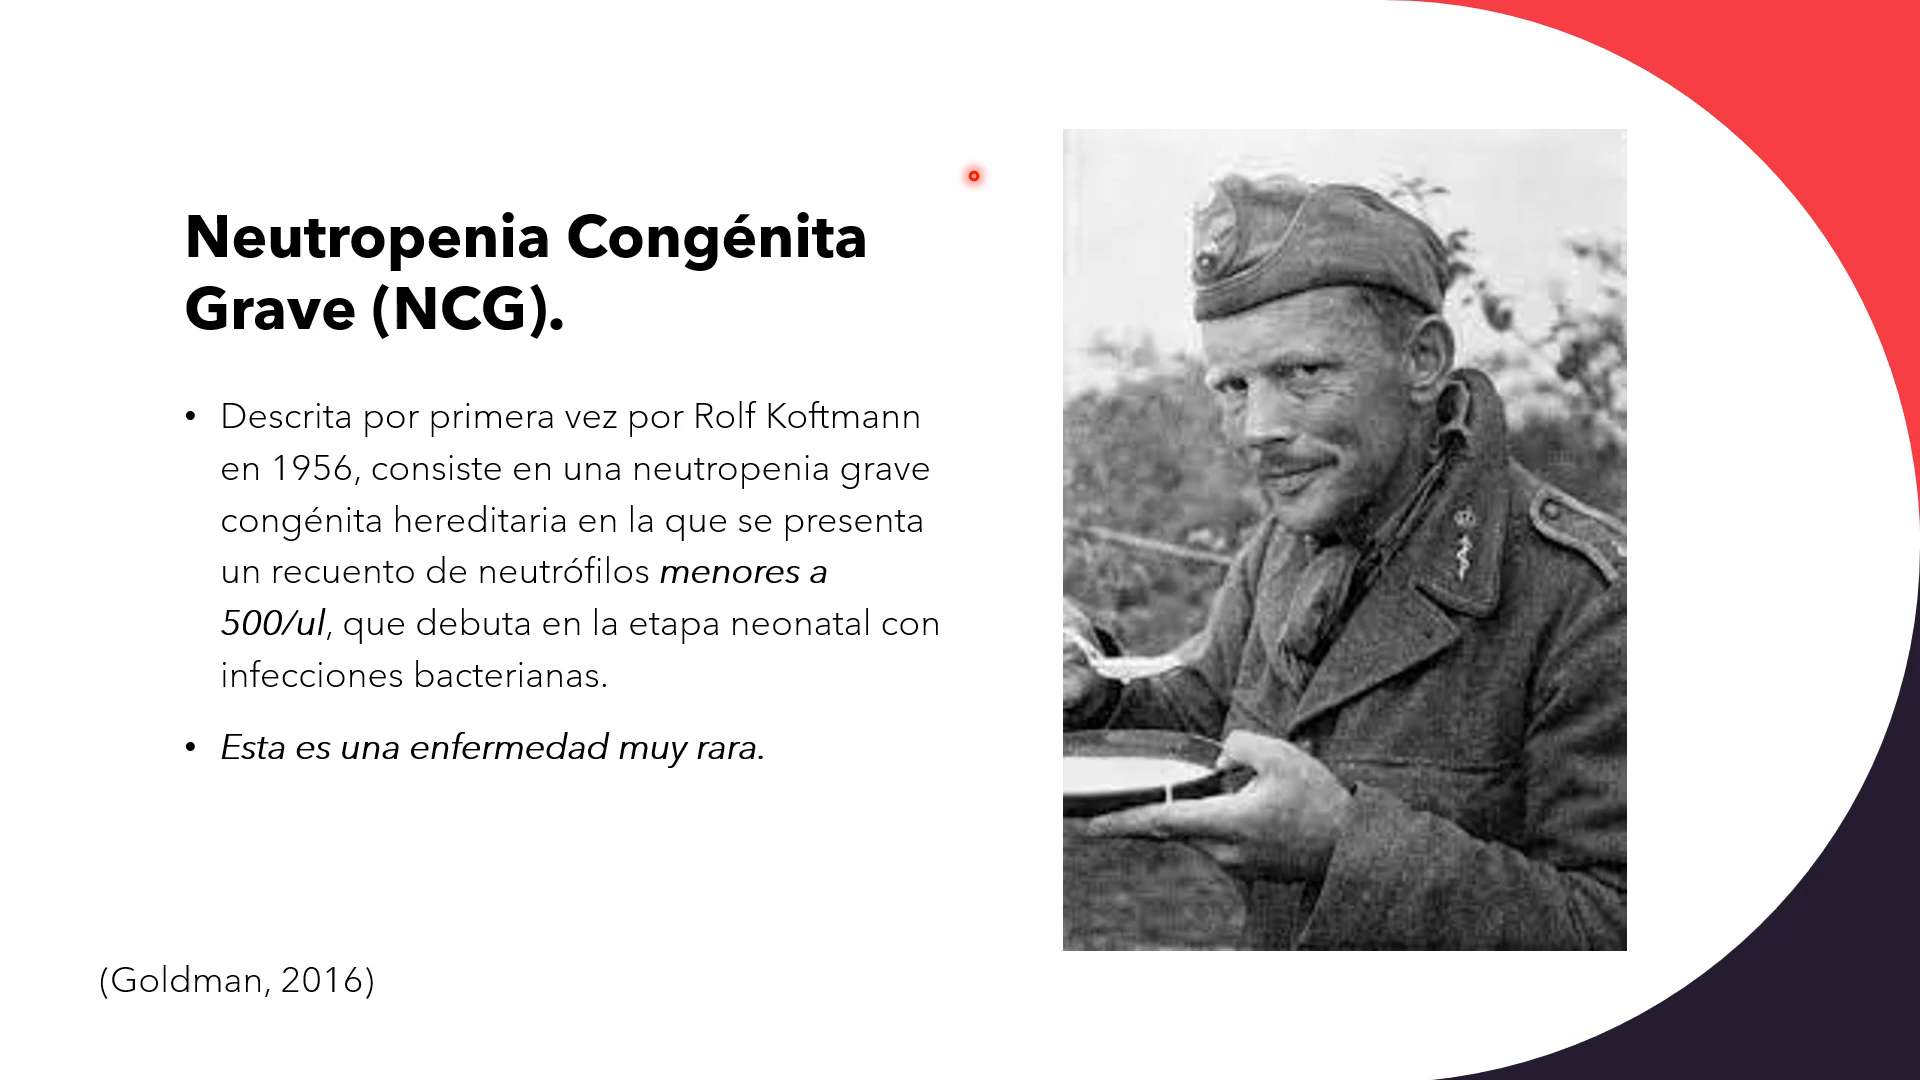 Neutropenia Congénita
Grave (NCG).
• Descrita por primera vez por Rolf Koftmann
en 1956, consiste en una neutropenia grave
congénita hereditaria en la que se presenta
un recuento de neutrófilos menores a
500/ul, que debuta en la etapa neonatal con
infecciones bacterianas.
• Esta es una enfermedad muy rara.
(Goldman, 2016)